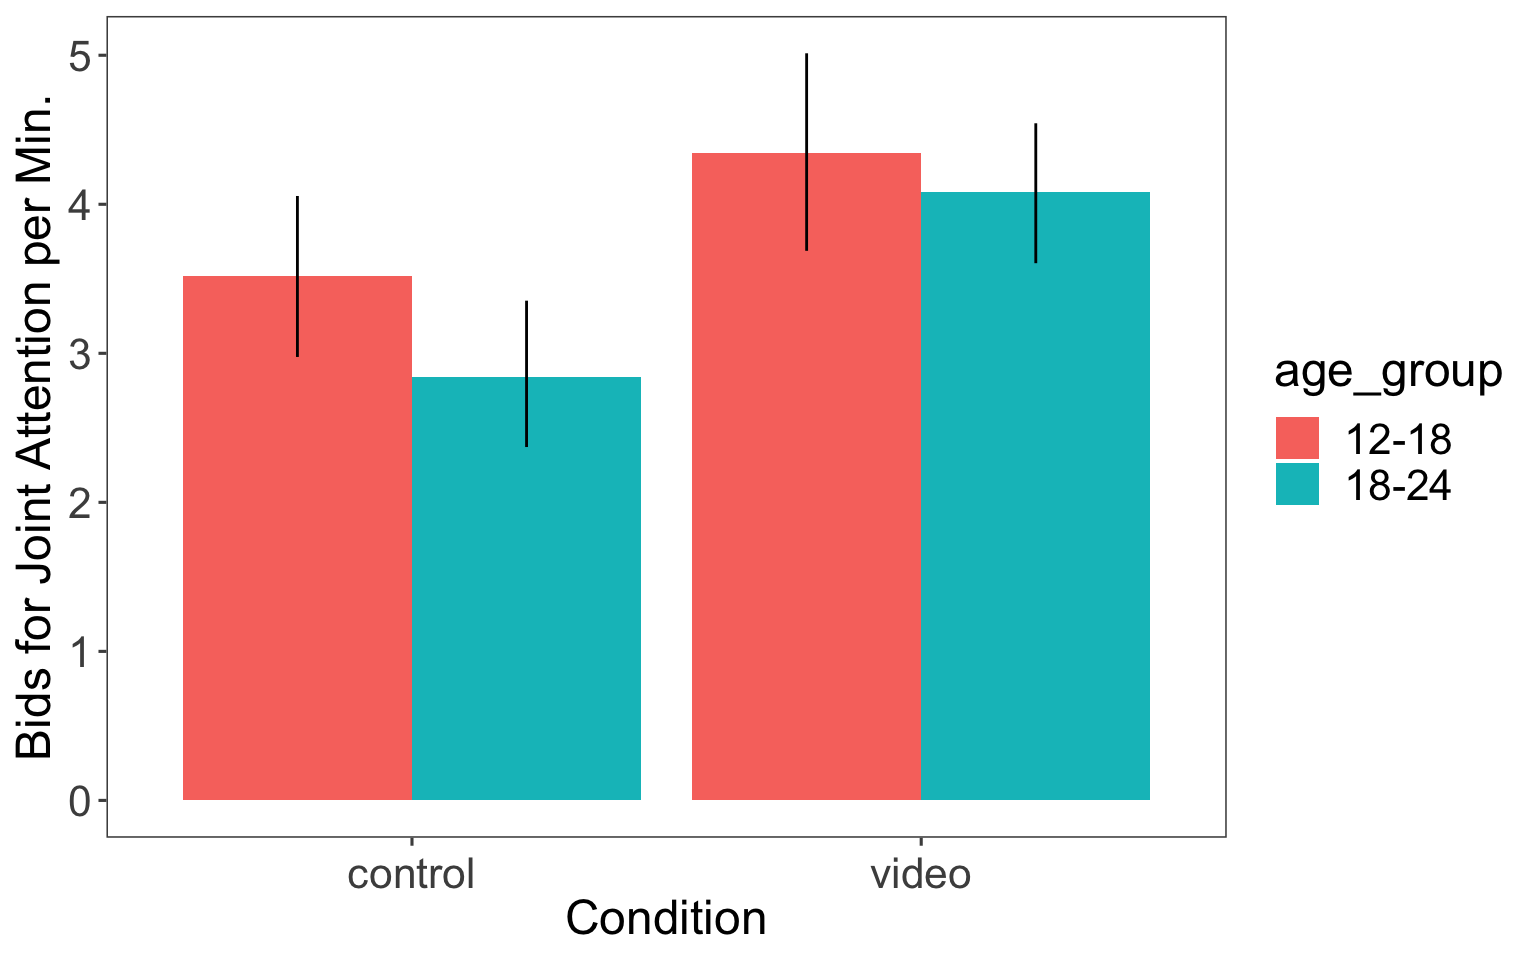 Bids for Joint Attention per Min.
5
4
3
2
1
0
control
video
Condition
age_group
12-18
18-24